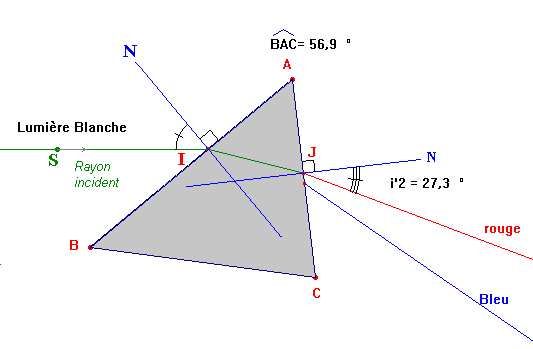 BAC= 56,9 °
N
A
Lumière Blanche
S
I
J
N
Rayon
incident
i'2 = 27,3 °
rouge
B
C
Bleu